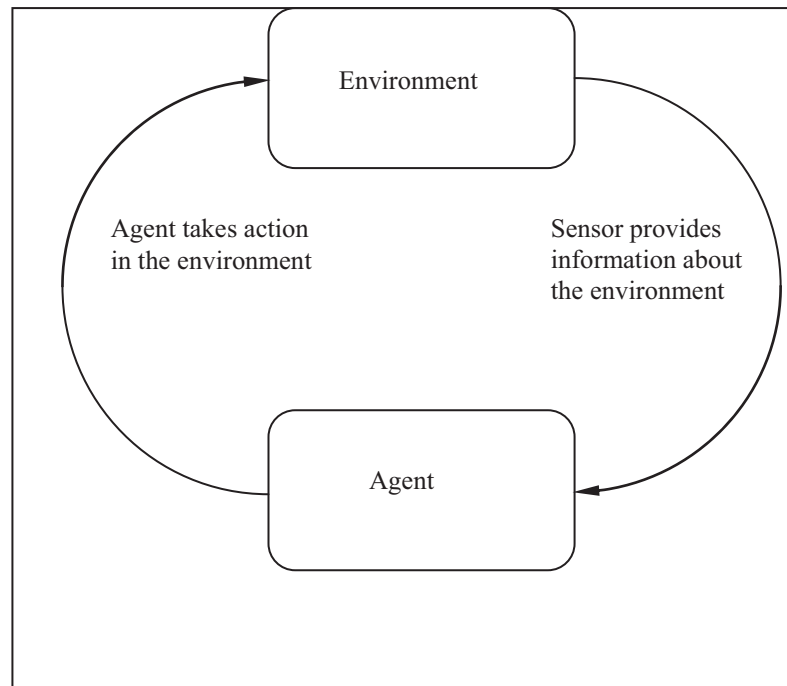 Environment
Agent takes action
in the environment
Sensor provides
information about
the environment
Agent